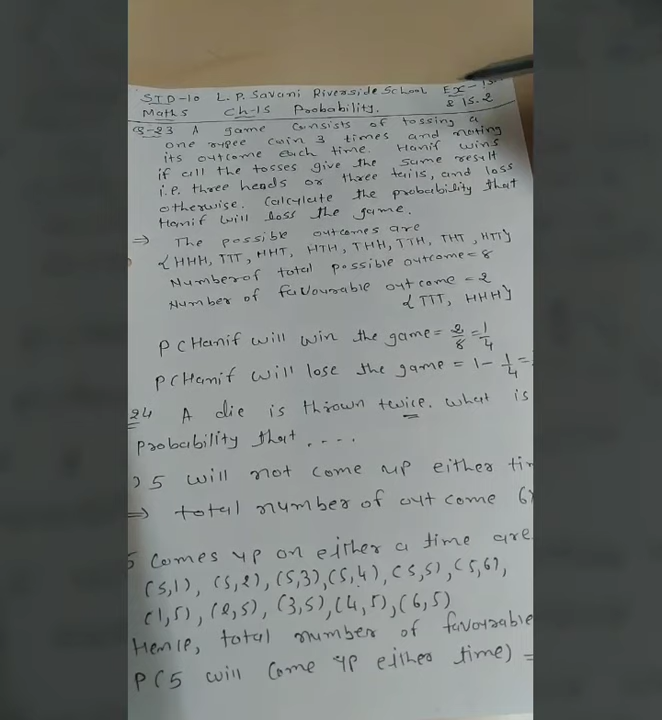 STD-10 L.P. Savani Riverside School Ex-15.
Maths Ch-15 Probability. & 15.2
Q-23 A game consists of tossing a
one rupee coin 3 times and noting
its outcome each time. Hanif wins
if all the tosses give the same result
i.e. three heads or three tails, and loss
otherwise. Calculate the probability that
Hanif will loss the game.
⇒ The possible outcomes are
{HHH, TTT, HHT, HTH, THH, TTH, THT, HTT}
Number of total possible outcome = 8
Number of favourable outcome = 2
{TTT, HHH}
P(Hanif will win the game = 2/8 = 1/4
P(Hanif will lose the game = 1 - 1/4 =
24 A die is thrown twice. what is
probability that ....
) 5 will not come up either tim
⇒ total number of out come 6
5 comes up on either a time are
(5,1), (5,2), (5,3), (5,4), (5,5), (5,6),
(1,5), (2,5), (3,5), (4,5), (6,5)
Hence, total number of favourable
P(5 will come up either time) =